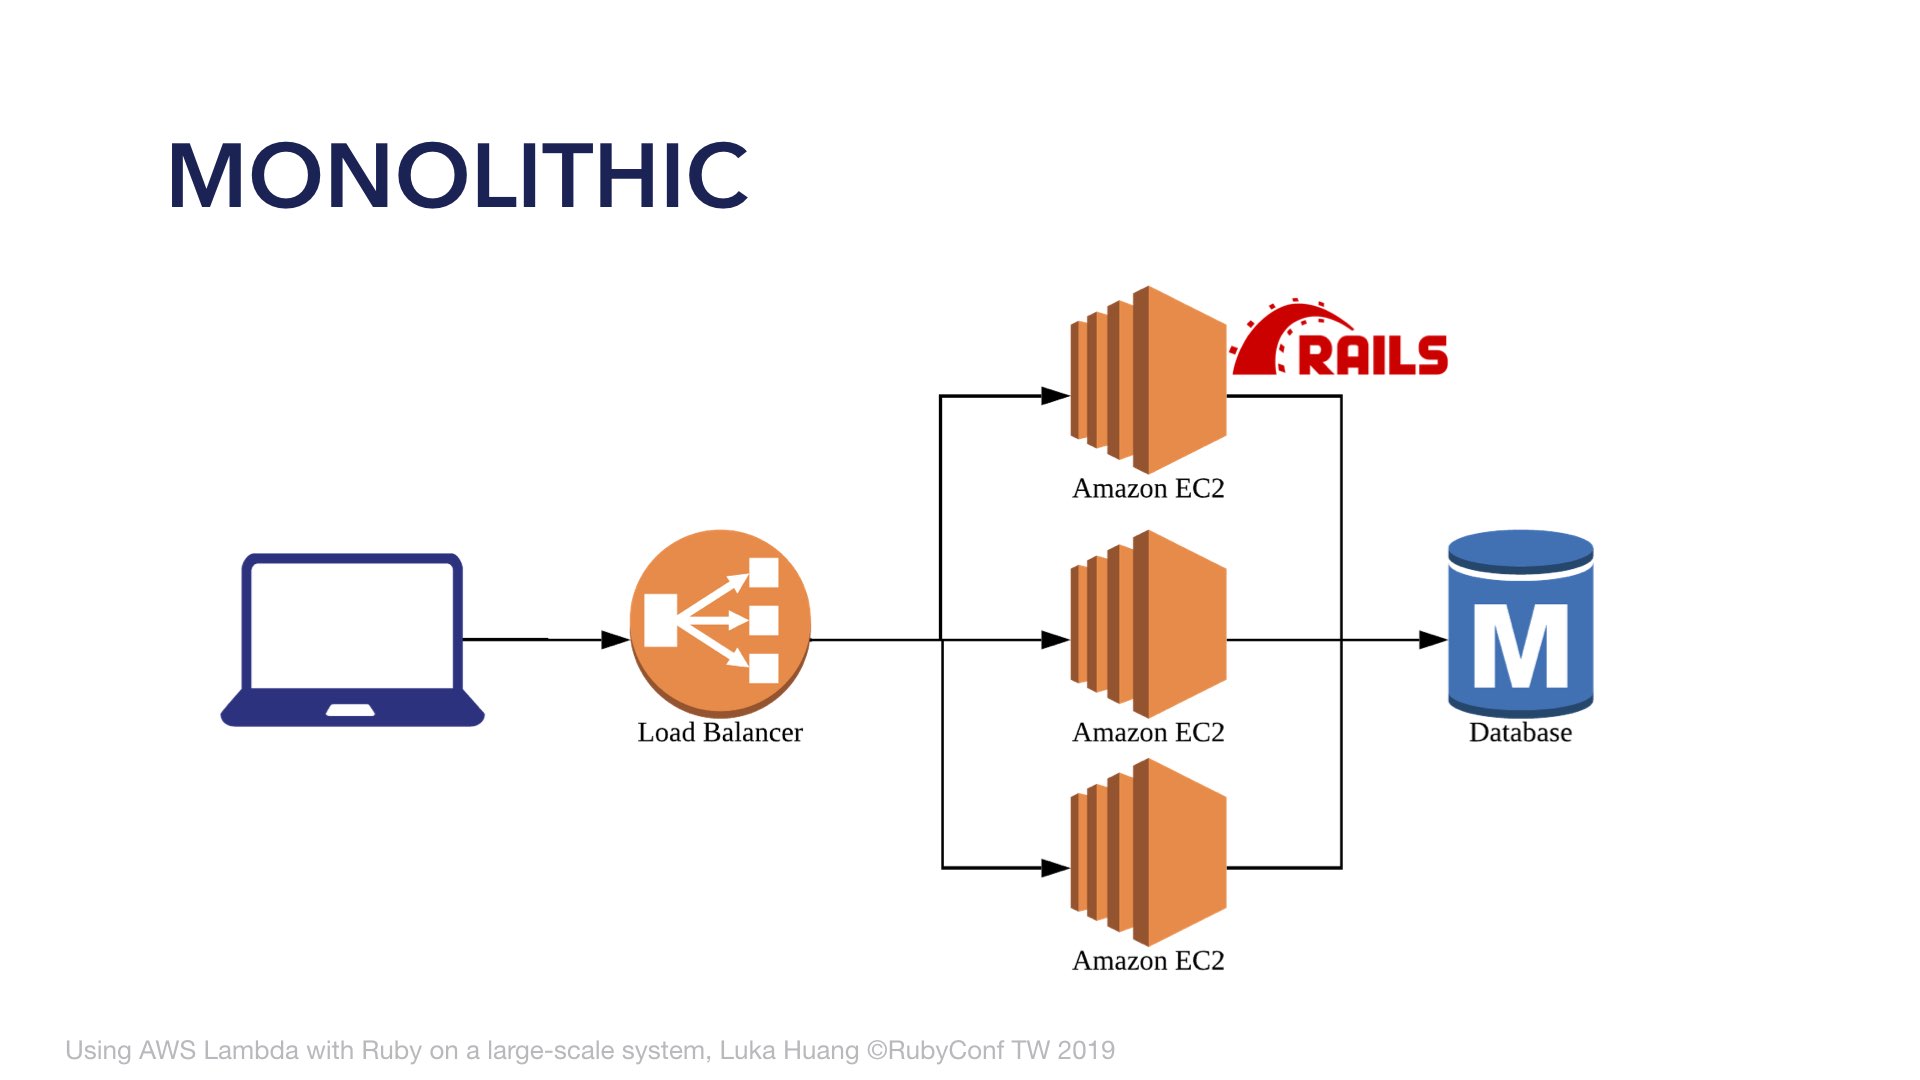 MONOLITHIC
RAILS
Amazon EC2
Load Balancer
Amazon EC2
M
Database
Amazon EC2
Using AWS Lambda with Ruby on a large-scale system, Luka Huang ©RubyConf TW 2019